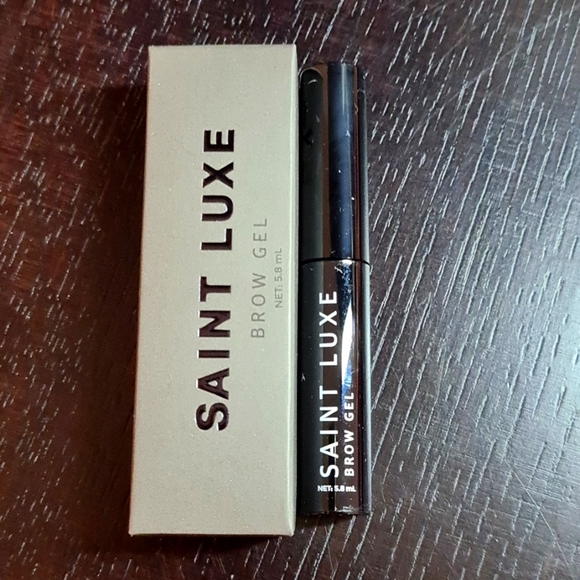 SAINT LUXE
BROW GEL
NET: 5.8 mL
SAINT LUXE
BROW GEL
NET: 5.8 mL